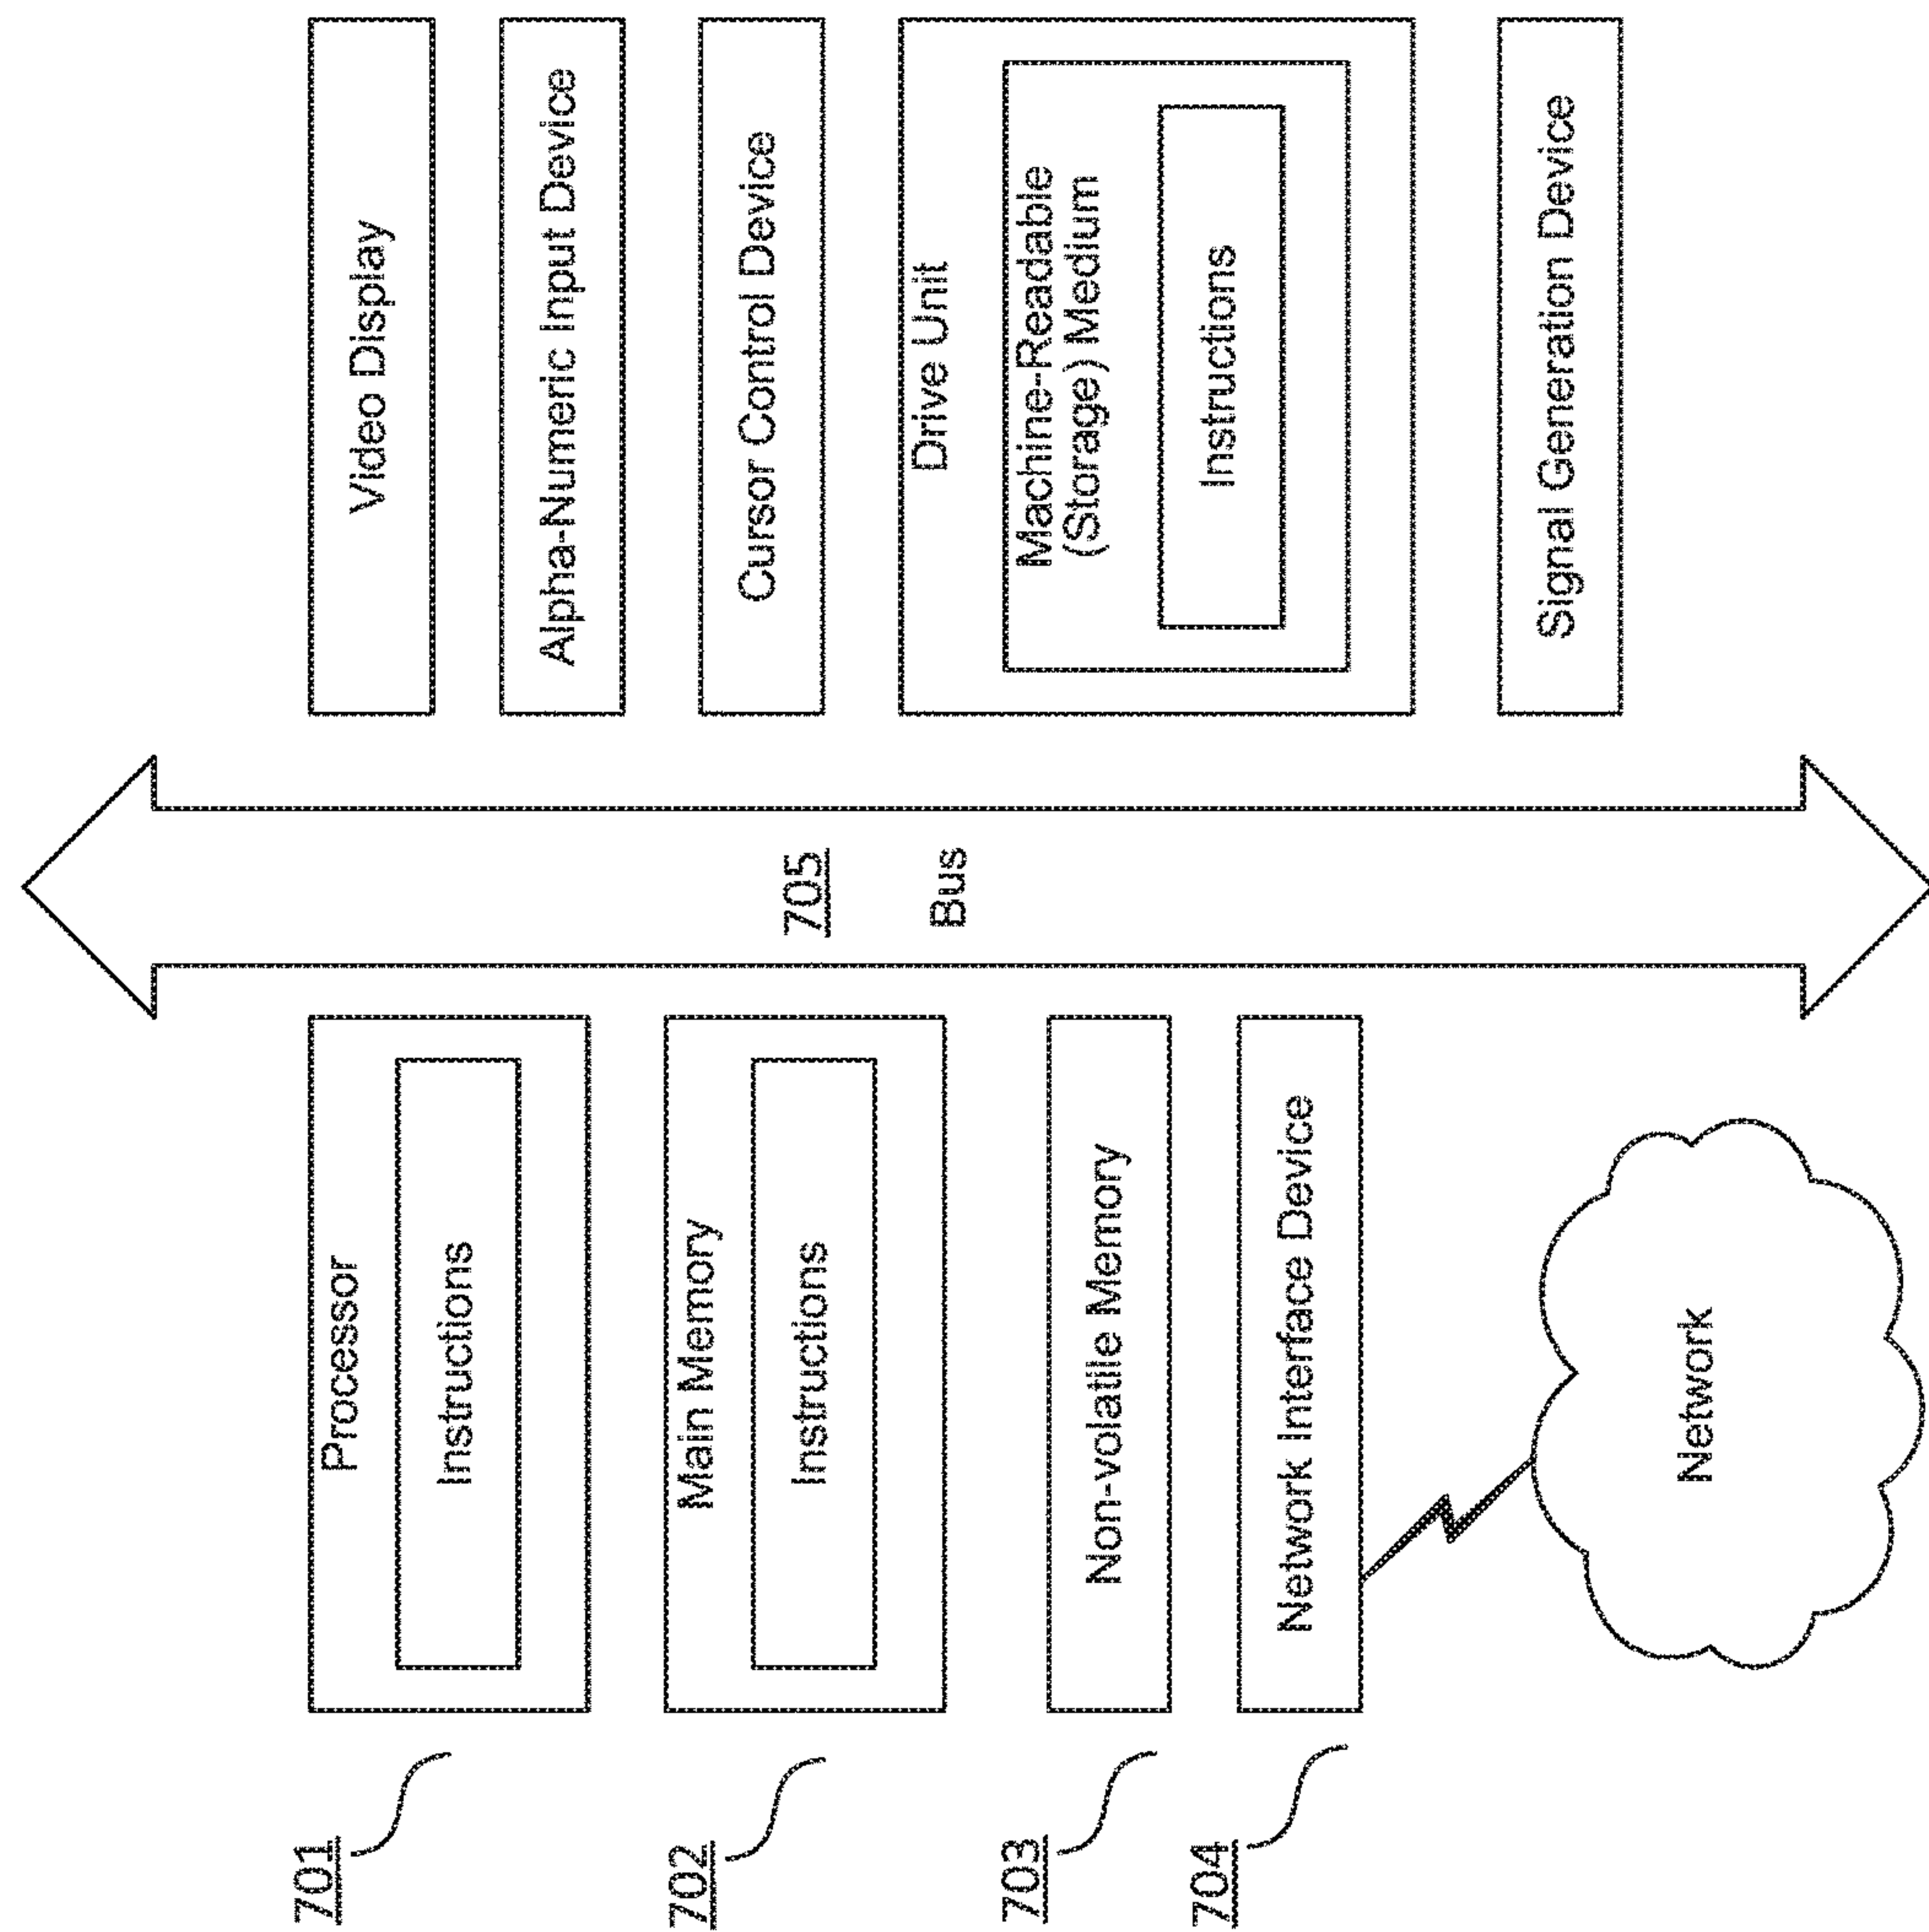 701
Processor
Instructions
702
Main Memory
Instructions
703
Non-volatile Memory
704
Network Interface Device
Network
705
Bus
Video Display
Alpha-Numeric Input Device
Cursor Control Device
Drive Unit
Machine-Readable
(Storage) Medium
Instructions
Signal Generation Device